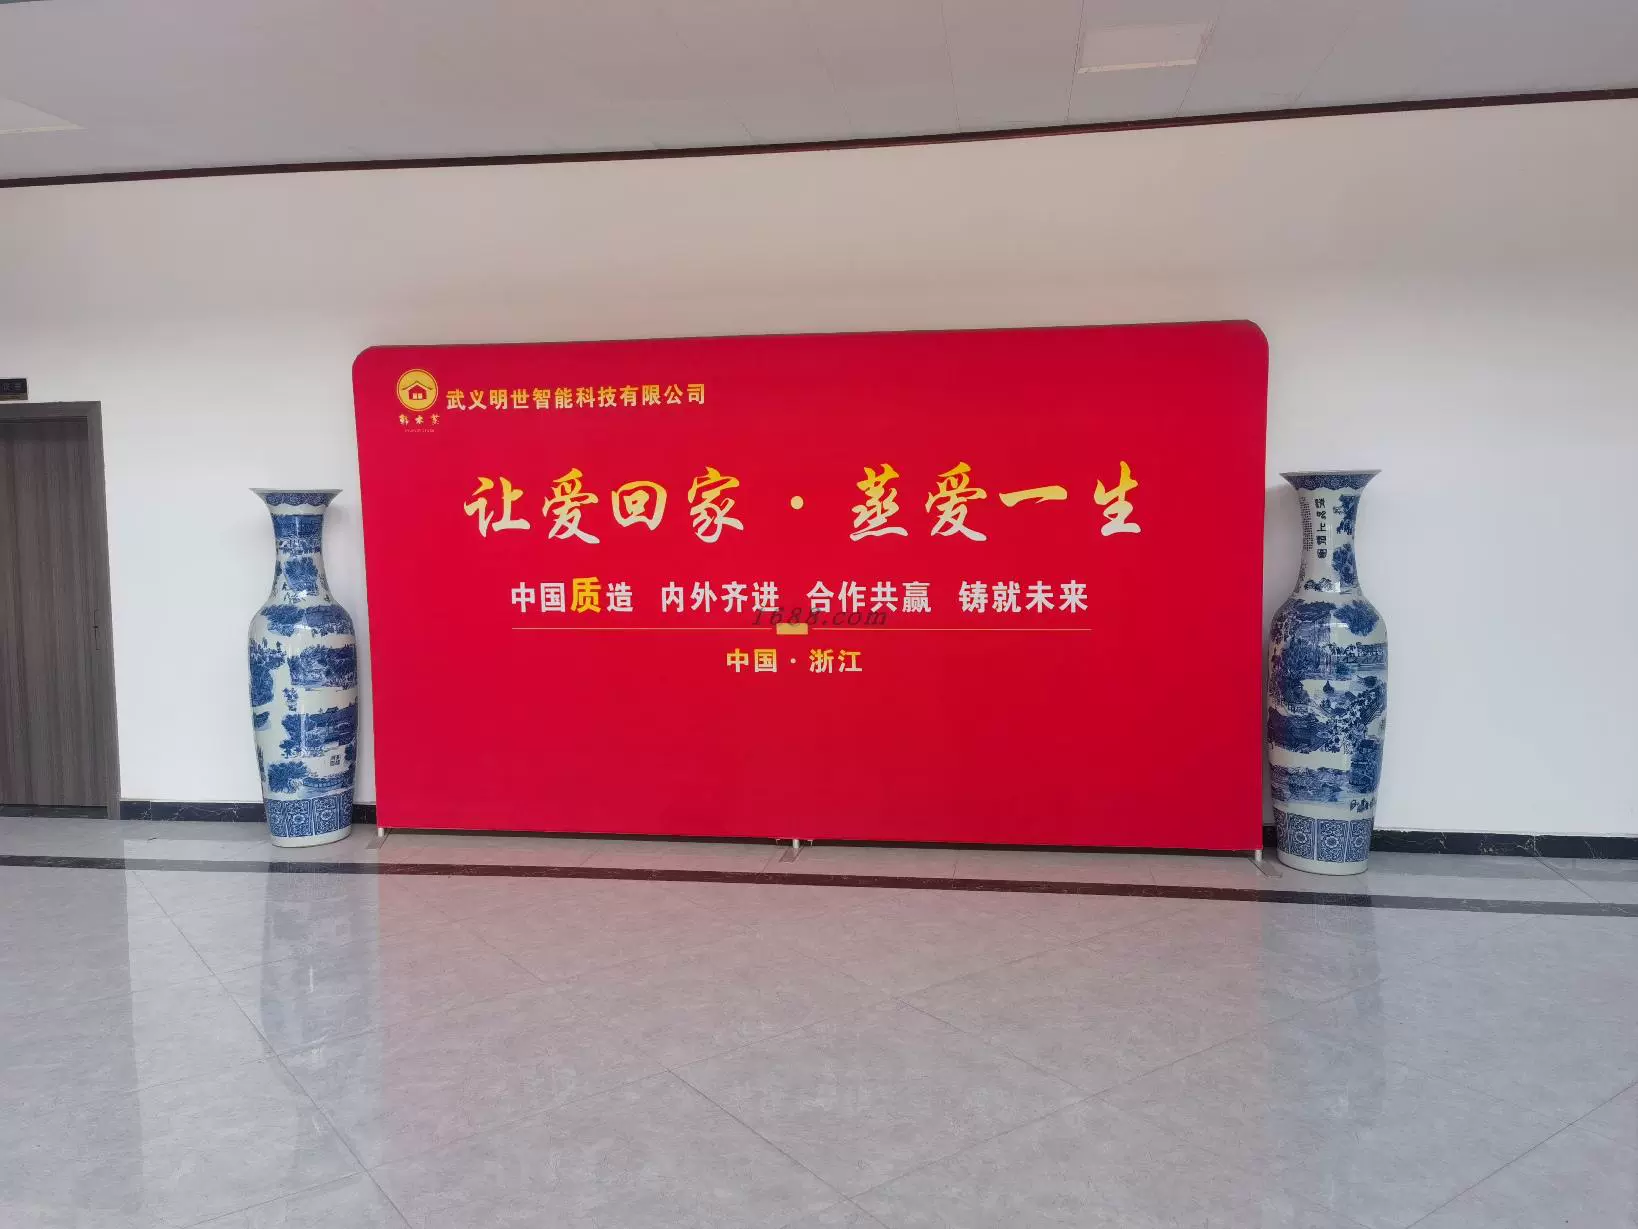 武义明世智能科技有限公司
让爱回家·蒸爱一生
中国质造 内外齐进 合作共赢 铸就未来
1688.com
中国·浙江